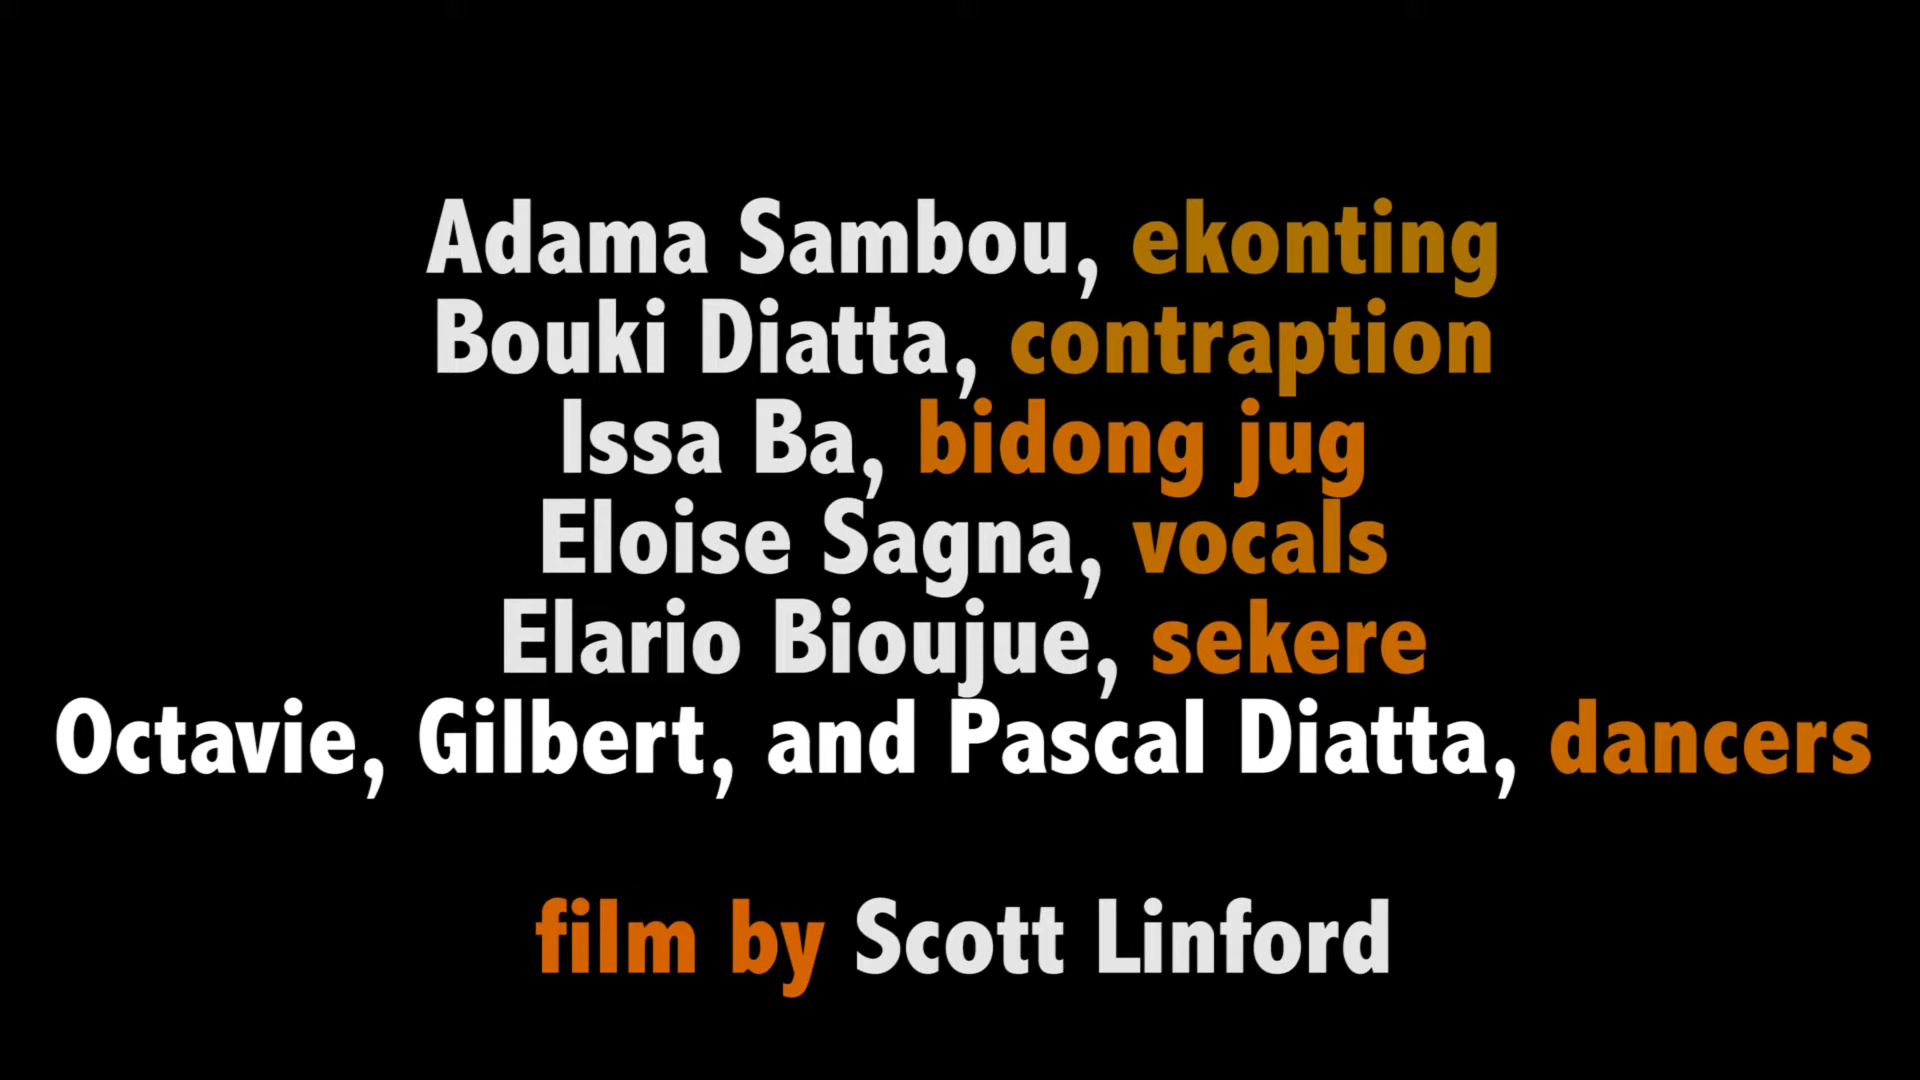 Adama Sambou, ekonting
Bouki Diatta, contraption
Issa Ba, bidong jug
Eloise Sagna, vocals
Elario Bioujue, sekere
Octavie, Gilbert, and Pascal Diatta, dancers
film by Scott Linford